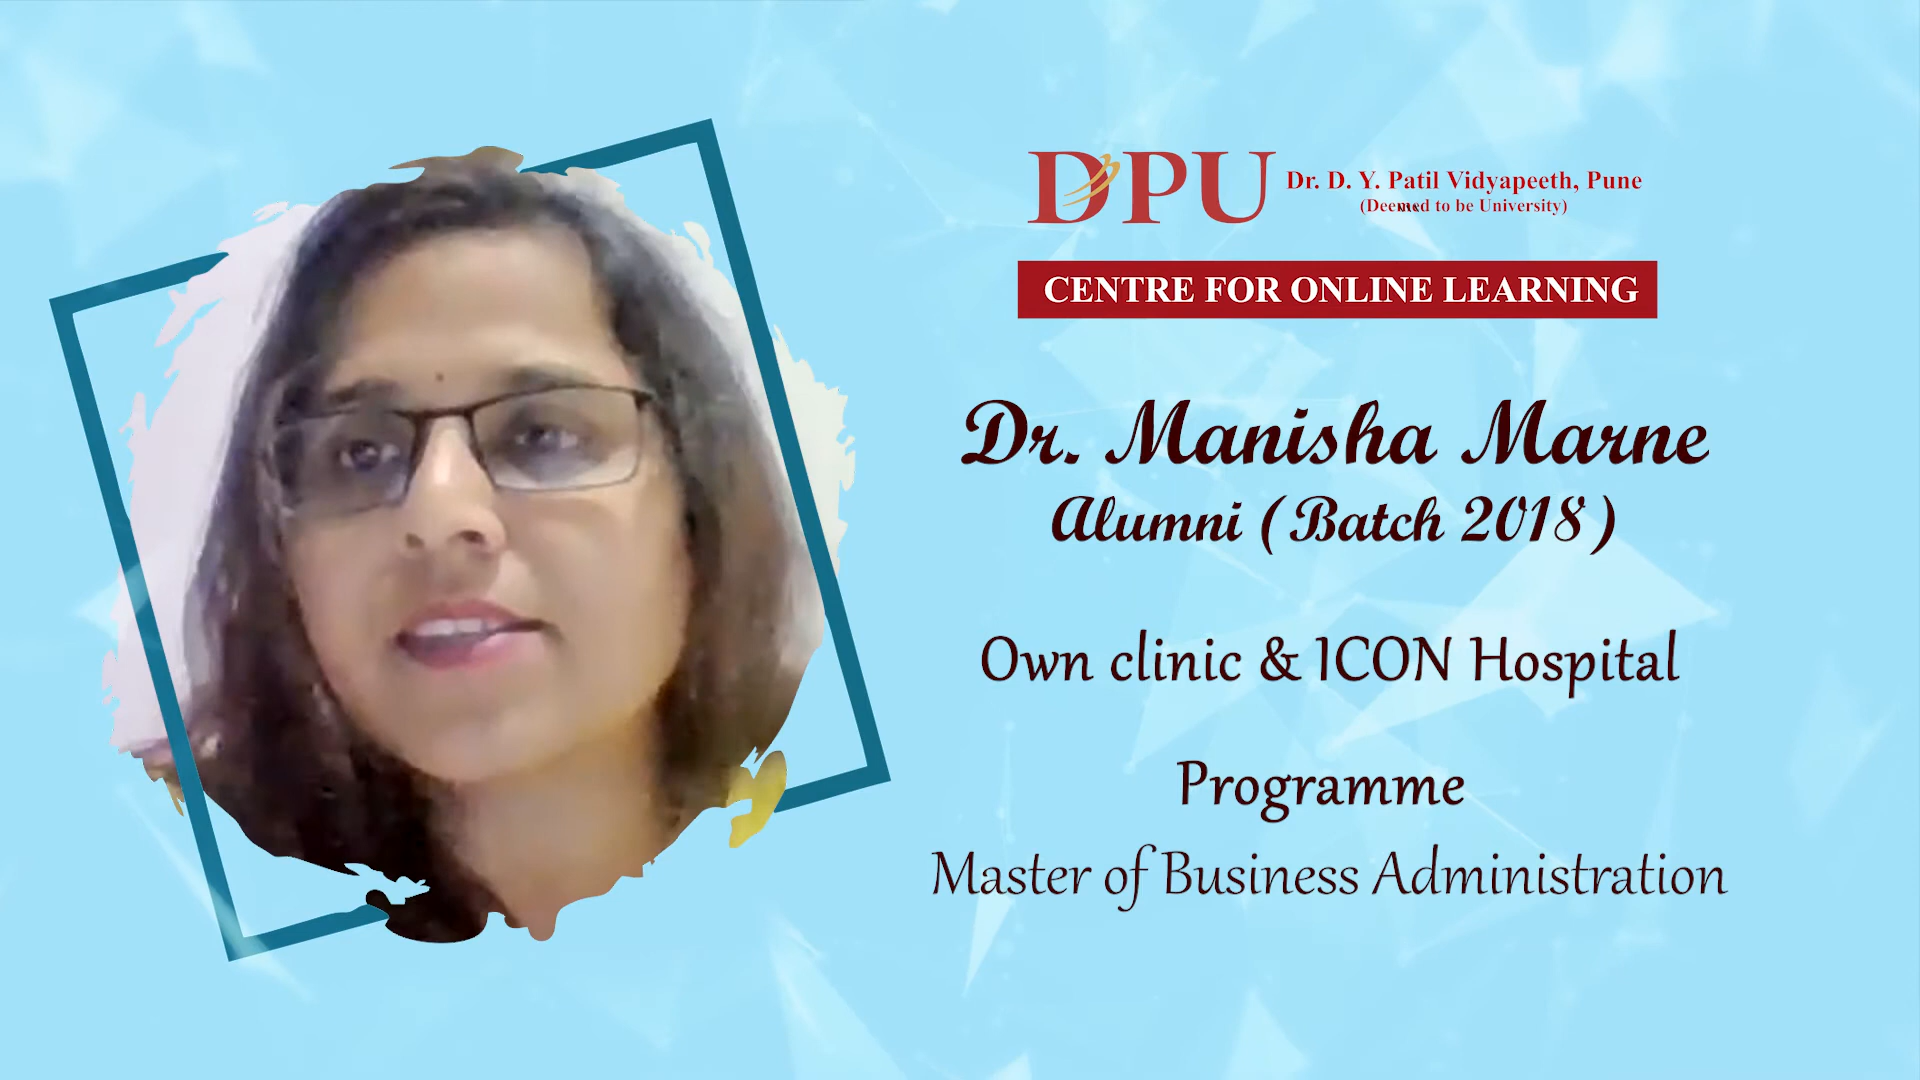 DPU
Dr. D. Y. Patil Vidyapeeth, Pune
(Deemed to be University)
CENTRE FOR ONLINE LEARNING
Dr. Manisha Marne
Alumni (Batch 2018)
Own clinic & ICON Hospital
Programme
Master of Business Administration